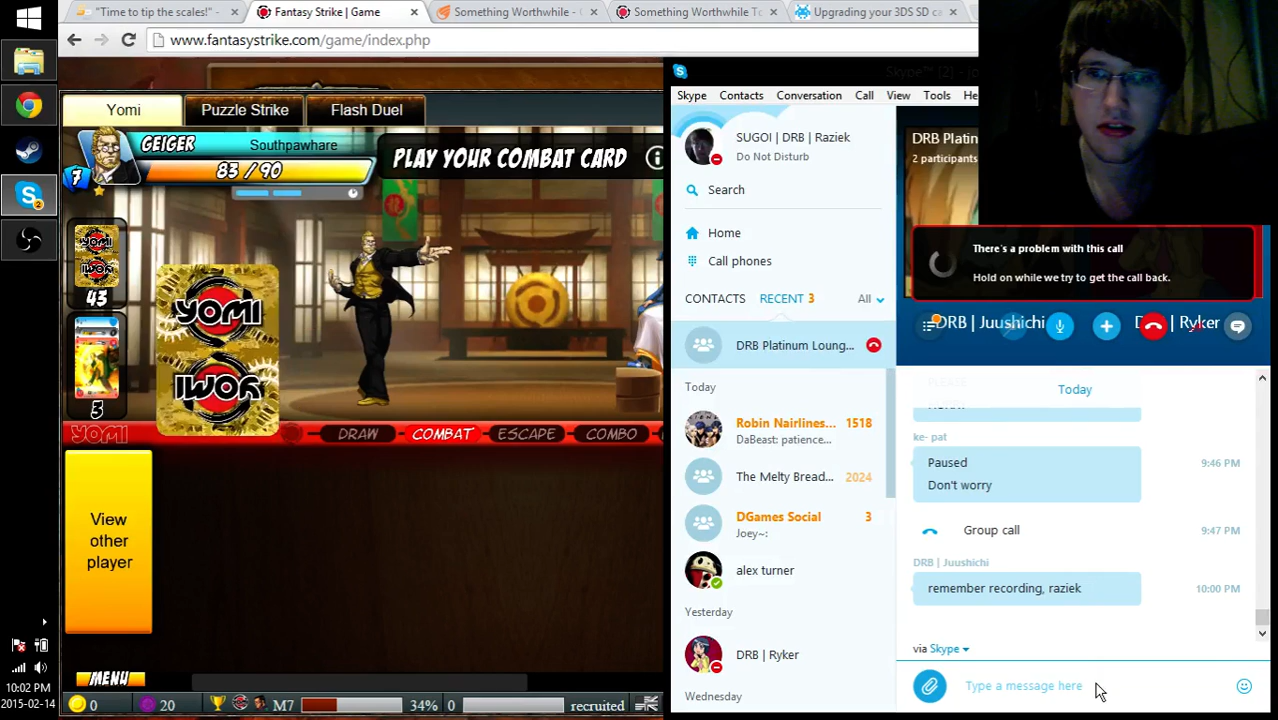 "Time to tip the scales!" -
Fantasy Strike | Game
Something Worthwhile -
Something Worthwhile To
Upgrading your 3DS SD ca
www.fantasystrike.com/game/index.php
Yomi
Puzzle Strike
Flash Duel
GEIGER
Southpawhare
83 / 90
7
PLAY YOUR COMBAT CARD
43
5
YOMI
YOMI
YOMI
DRAW
COMBAT
ESCAPE
COMBO
View
other
player
MENU
0
20
M7
34%
0
recruited
10:02 PM
2015-02-14
Skype™ [2] -
Skype
Contacts
Conversation
Call
View
Tools
He
SUGOI | DRB | Raziek
Do Not Disturb
Search
Home
Call phones
CONTACTS
RECENT 3
All
DRB Platinum Loung...
Today
Robin Nairlines...
1518
DaBeast: patience...
The Melty Bread...
2024
DGames Social
3
Joey~:
alex turner
Yesterday
DRB | Ryker
Wednesday
DRB Platin
2 participants
There's a problem with this call
Hold on while we try to get the call back.
DRB | Juushichi
Ryker
Today
ke- pat
Paused
9:46 PM
Don't worry
Group call
9:47 PM
DRB | Juushichi
remember recording, raziek
10:00 PM
via Skype
Type a message here